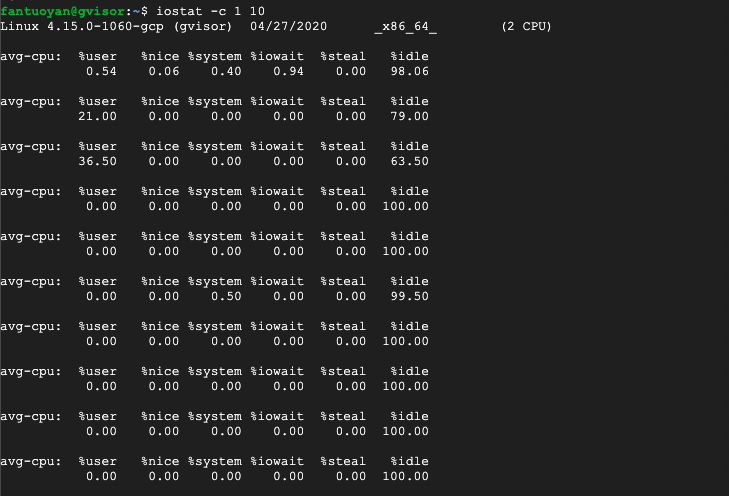 fantuoyan@gvisor:~$ iostat -c 1 10
Linux 4.15.0-1060-gcp (gvisor)  04/27/2020      _x86_64_        (2 CPU)
avg-cpu:  %user   %nice %system %iowait  %steal   %idle
           0.54    0.06    0.40    0.94    0.00   98.06
avg-cpu:  %user   %nice %system %iowait  %steal   %idle
          21.00    0.00    0.00    0.00    0.00   79.00
avg-cpu:  %user   %nice %system %iowait  %steal   %idle
          36.50    0.00    0.00    0.00    0.00   63.50
avg-cpu:  %user   %nice %system %iowait  %steal   %idle
           0.00    0.00    0.00    0.00    0.00  100.00
avg-cpu:  %user   %nice %system %iowait  %steal   %idle
           0.00    0.00    0.00    0.00    0.00  100.00
avg-cpu:  %user   %nice %system %iowait  %steal   %idle
           0.00    0.00    0.50    0.00    0.00   99.50
avg-cpu:  %user   %nice %system %iowait  %steal   %idle
           0.00    0.00    0.00    0.00    0.00  100.00
avg-cpu:  %user   %nice %system %iowait  %steal   %idle
           0.00    0.00    0.00    0.00    0.00  100.00
avg-cpu:  %user   %nice %system %iowait  %steal   %idle
           0.00    0.00    0.00    0.00    0.00  100.00
avg-cpu:  %user   %nice %system %iowait  %steal   %idle
           0.00    0.00    0.00    0.00    0.00  100.00